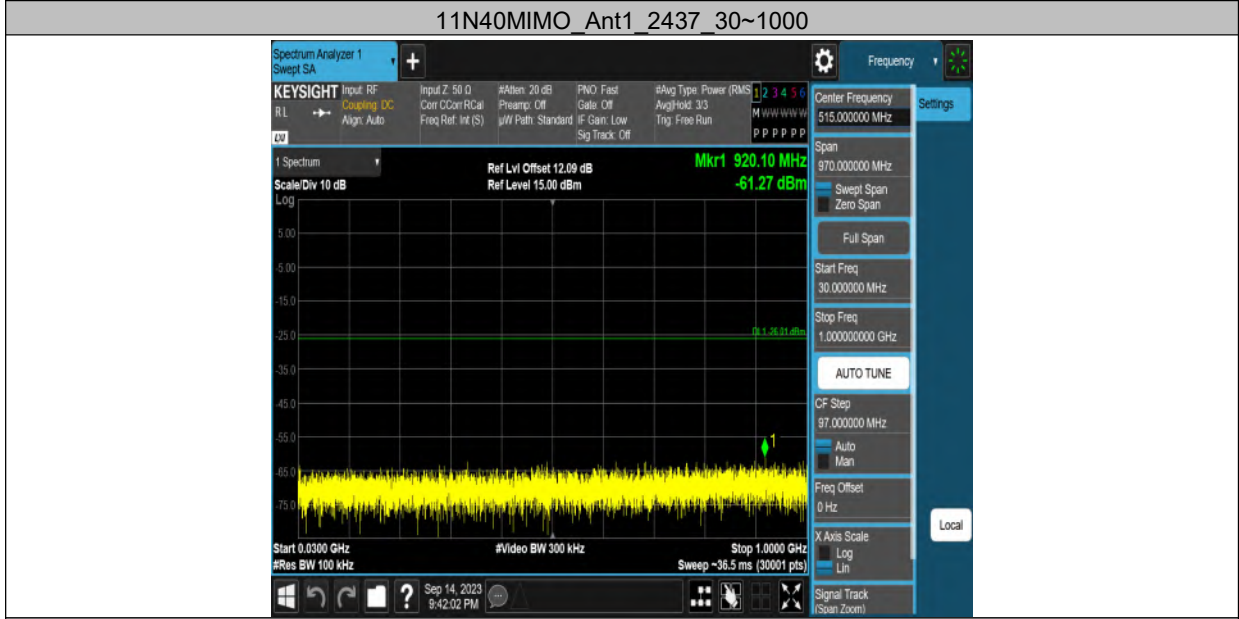 11N40MIMO_Ant1_2437_30~1000
Spectrum Analyzer 1
Swept SA
+
Frequency
KEYSIGHT
RL
Input: RF
Coupling: DC
Align: Auto
Input Z: 50 Ω
Corr CCorr RCal
Freq Ref: Int (S)
#Atten: 20 dB
Preamp: Off
µW Path: Standard
PNO: Fast
Gate: Off
IF Gain: Low
Sig Track: Off
#Avg Type: Power (RMS
Avg|Hold: 3/3
Trig: Free Run
1 2 3 4 5 6
M W W W W W
P P P P P P
Settings
Center Frequency
515.000000 MHz
Span
970.000000 MHz
Swept Span
Zero Span
Full Span
Start Freq
30.000000 MHz
Stop Freq
1.000000000 GHz
AUTO TUNE
CF Step
97.000000 MHz
Auto
Man
Freq Offset
0 Hz
X Axis Scale
Log
Lin
Signal Track
(Span Zoom)
Local
1 Spectrum
Scale/Div 10 dB
Log
Ref Lvl Offset 12.09 dB
Ref Level 15.00 dBm
Mkr1 920.10 MHz
-61.27 dBm
5.00
-5.00
-15.0
-25.0
DL1 -26.01 dBm
-35.0
-45.0
-55.0
1
-65.0
-75.0
Start 0.0300 GHz
#Res BW 100 kHz
#Video BW 300 kHz
Stop 1.0000 GHz
Sweep ~36.5 ms (30001 pts)
?
Sep 14, 2023
9:42:02 PM